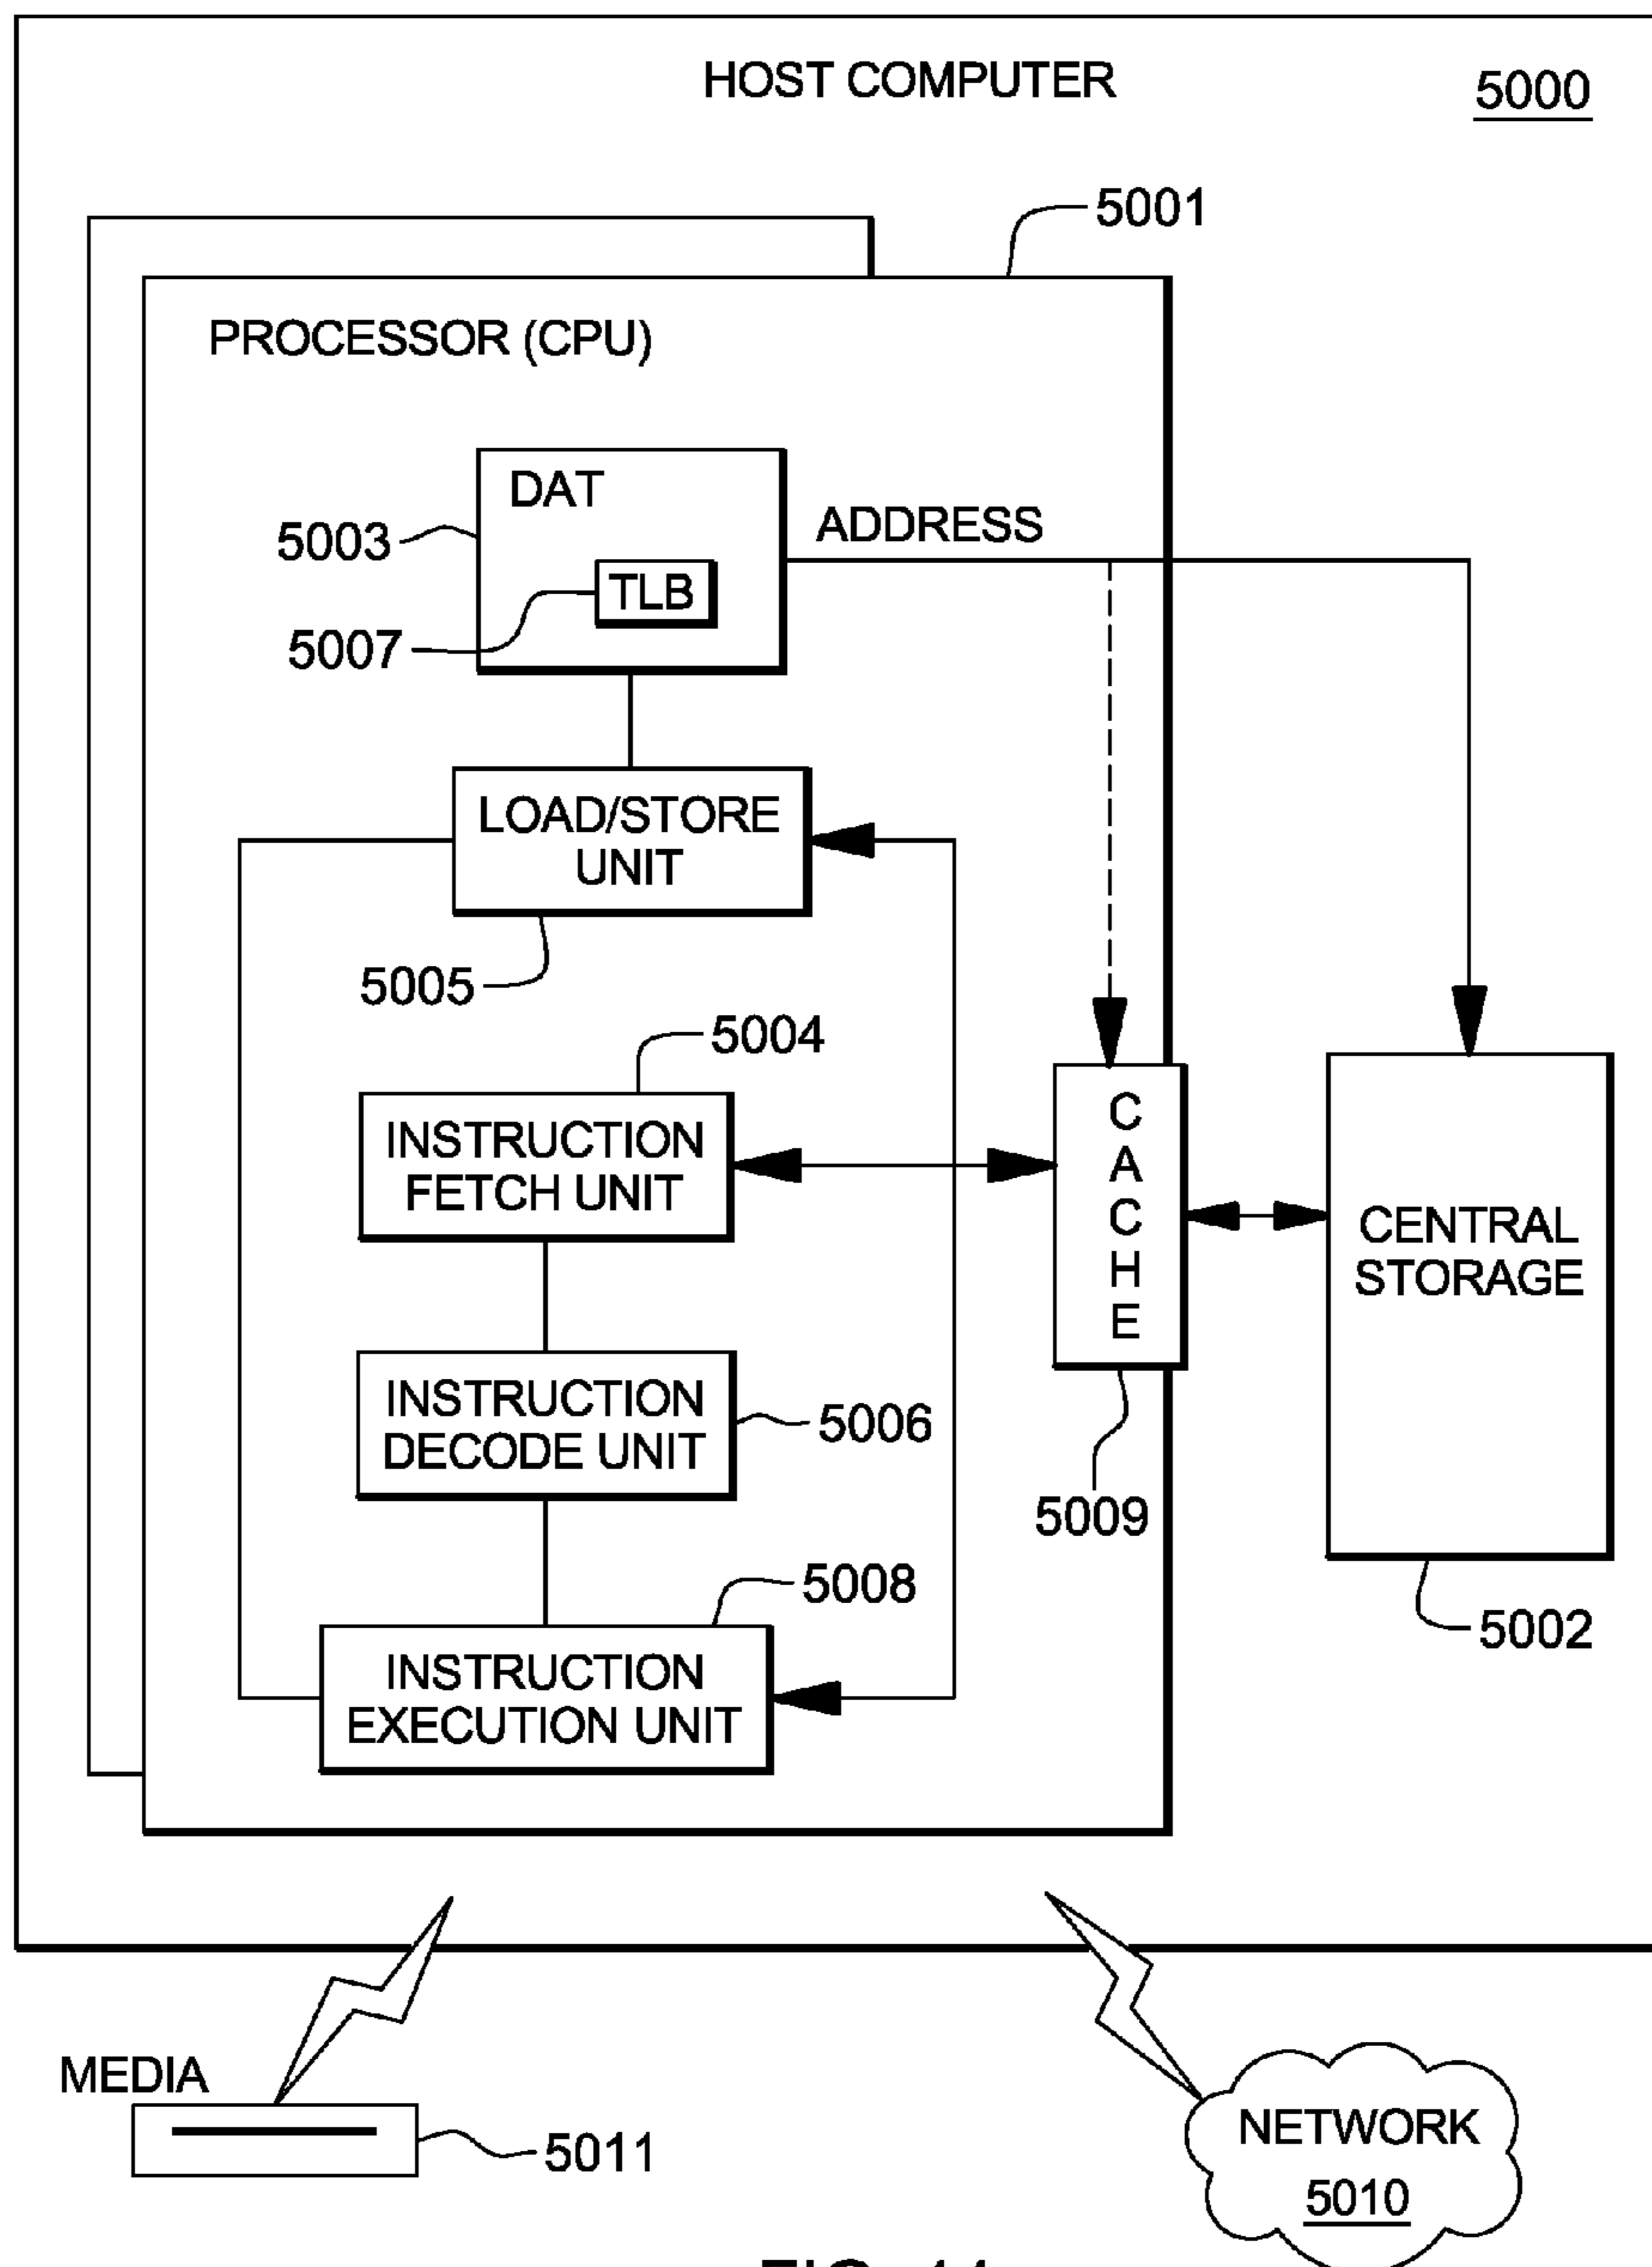 HOST COMPUTER
5000
5001
PROCESSOR (CPU)
DAT
ADDRESS
5003
TLB
5007
LOAD/STORE
UNIT
5005
5004
INSTRUCTION
FETCH UNIT
CACHE
CENTRAL
STORAGE
INSTRUCTION
DECODE UNIT
5006
5009
5008
5002
INSTRUCTION
EXECUTION UNIT
MEDIA
5011
NETWORK
5010